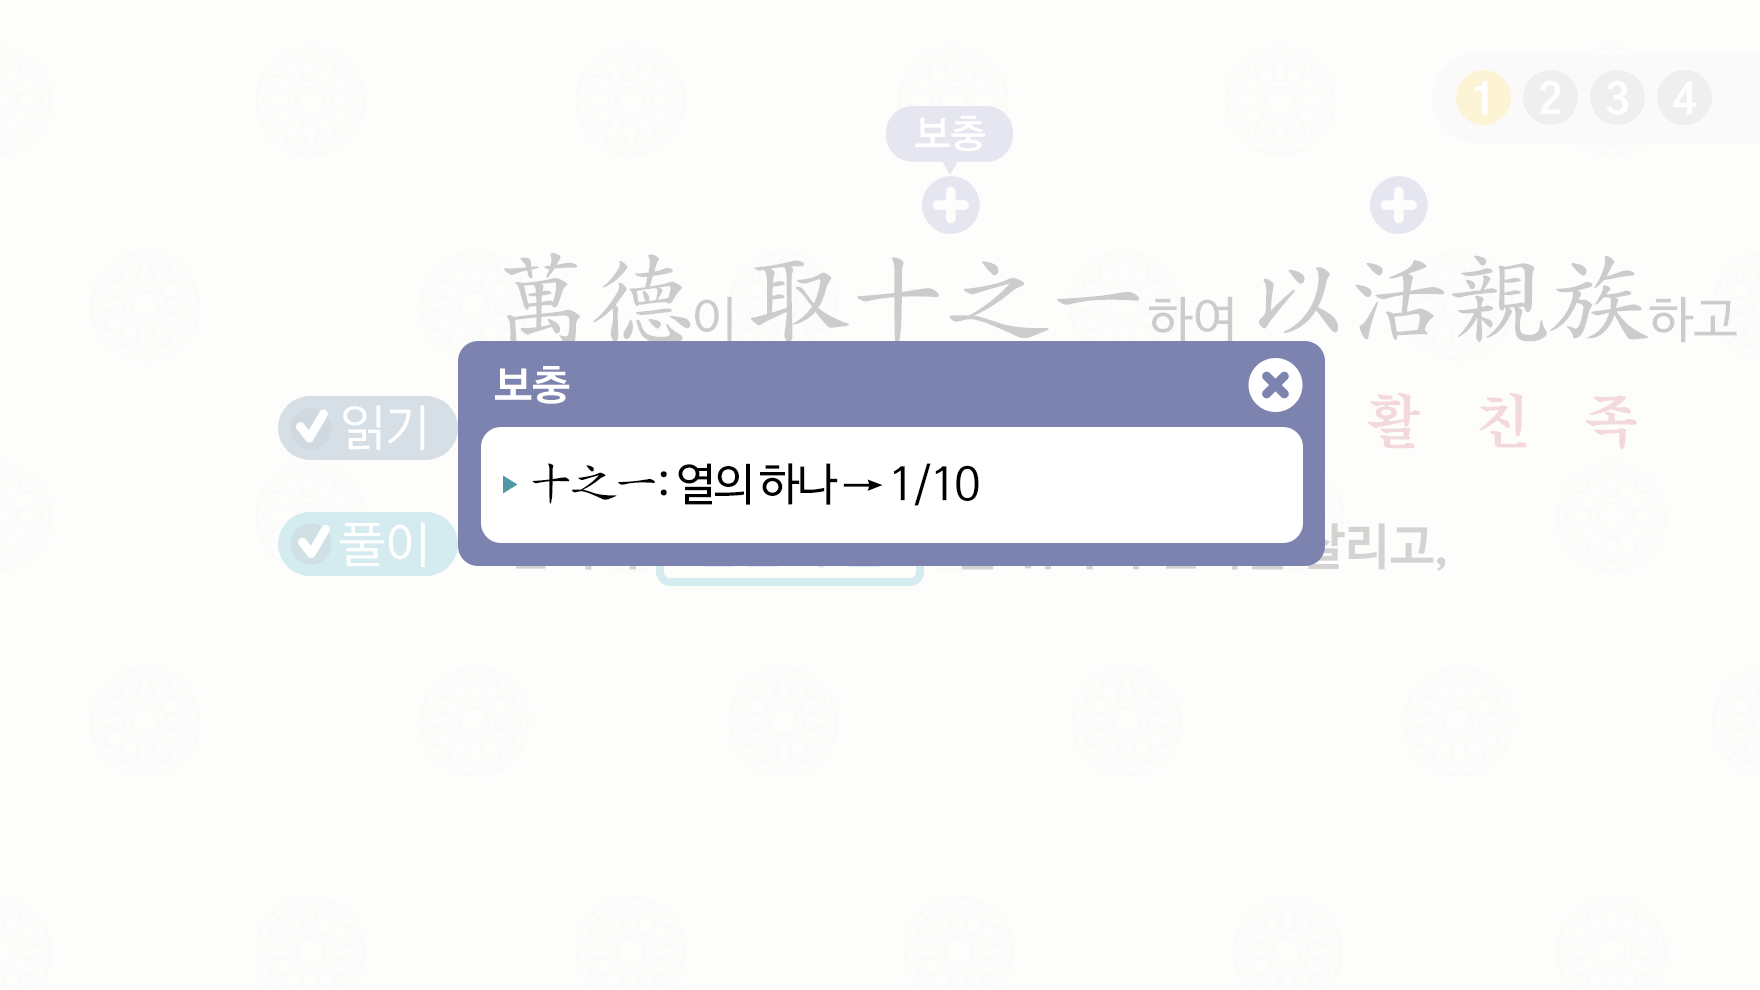 1 2 3 4
보충
萬德이 取十之一하여 以活親族하고
보충
읽기 활 친 족
十之一: 열의 하나 → 1/10
풀이 리고,